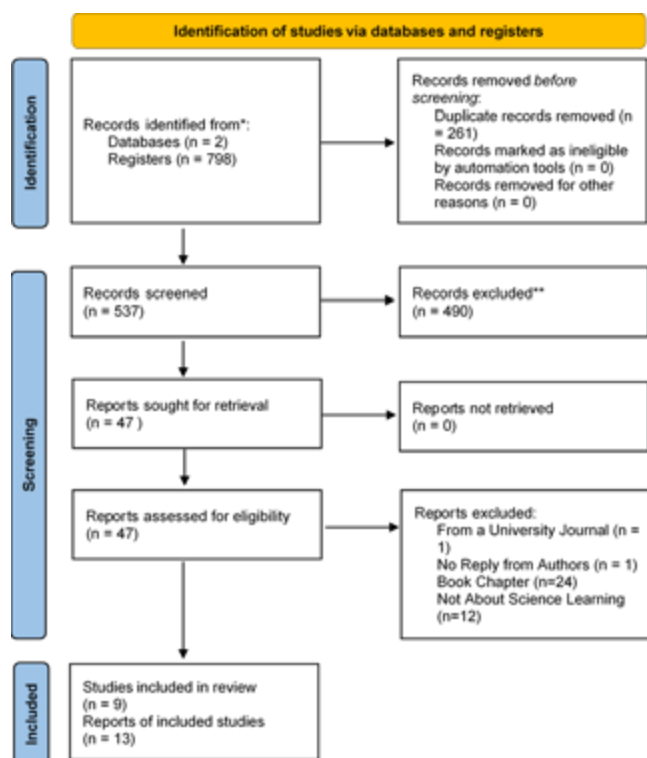 Identification of studies via databases and registers
Identification
Records identified from*:
Databases (n = 2)
Registers (n = 798)
Records removed before
screening:
Duplicate records removed (n
= 261)
Records marked as ineligible
by automation tools (n = 0)
Records removed for other
reasons (n = 0)
Screening
Records screened
(n = 537)
Records excluded**
(n = 490)
Reports sought for retrieval
(n = 47 )
Reports not retrieved
(n = 0)
Reports assessed for eligibility
(n = 47)
Reports excluded:
From a University Journal (n =
1)
No Reply from Authors (n = 1)
Book Chapter (n=24)
Not About Science Learning
(n=12)
Included
Studies included in review
(n = 9)
Reports of included studies
(n = 13)